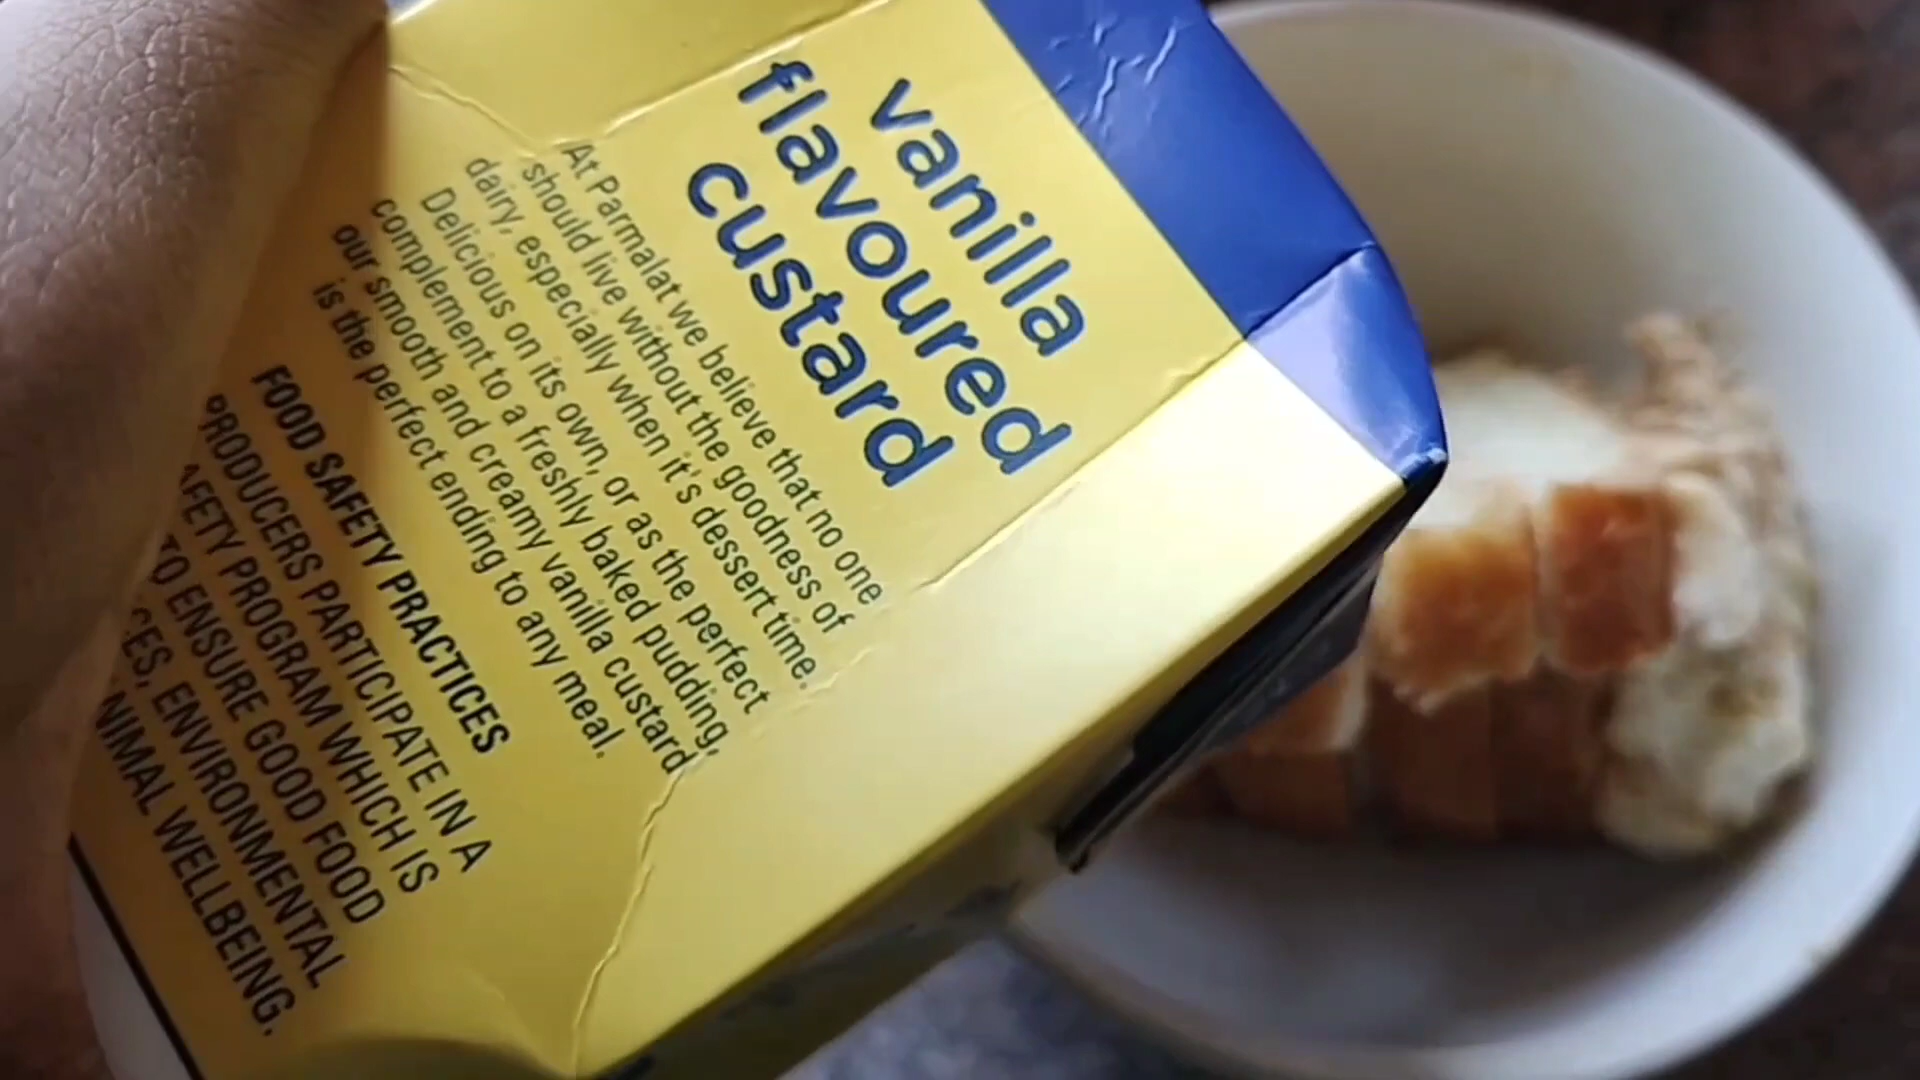 vanilla
flavoured
custard
At Parmalat we believe that no one
should live without the goodness of
dairy, especially when it's dessert time.
Delicious on its own, or as the perfect
complement to a freshly baked pudding,
our smooth and creamy vanilla custard
is the perfect ending to any meal.
FOOD SAFETY PRACTICES
PRODUCERS PARTICIPATE IN A
PROGRAM WHICH IS
TO ENSURE GOOD FOOD
ENVIRONMENTAL
WELLBEING.